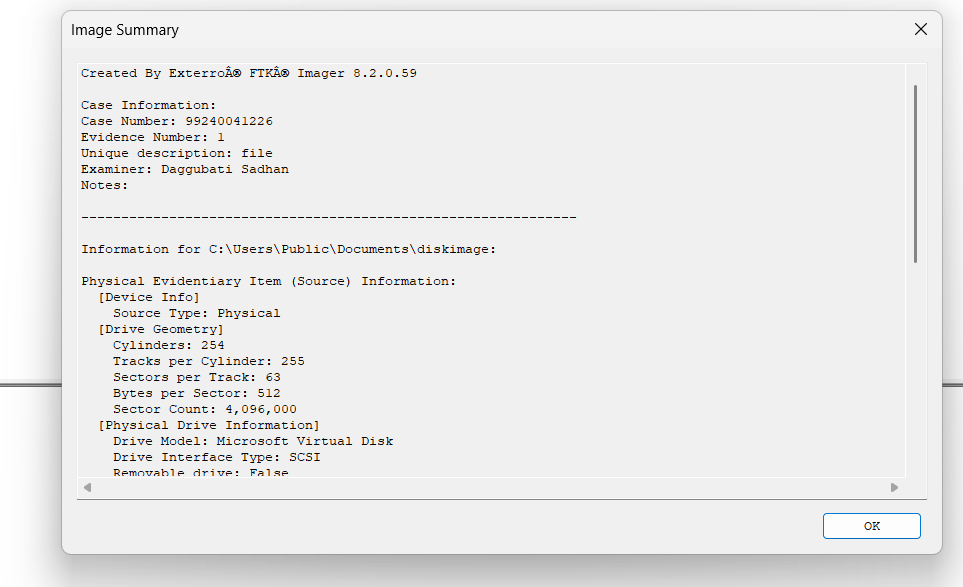 Image Summary
Created By ExterroÂ® FTKÂ® Imager 8.2.0.59
Case Information:
Case Number: 99240041226
Evidence Number: 1
Unique description: file
Examiner: Daggubati Sadhan
Notes:
--------------------------------------------------------------
Information for C:\Users\Public\Documents\diskimage:
Physical Evidentiary Item (Source) Information:
[Device Info]
Source Type: Physical
[Drive Geometry]
Cylinders: 254
Tracks per Cylinder: 255
Sectors per Track: 63
Bytes per Sector: 512
Sector Count: 4,096,000
[Physical Drive Information]
Drive Model: Microsoft Virtual Disk
Drive Interface Type: SCSI
Removable drive: False
OK